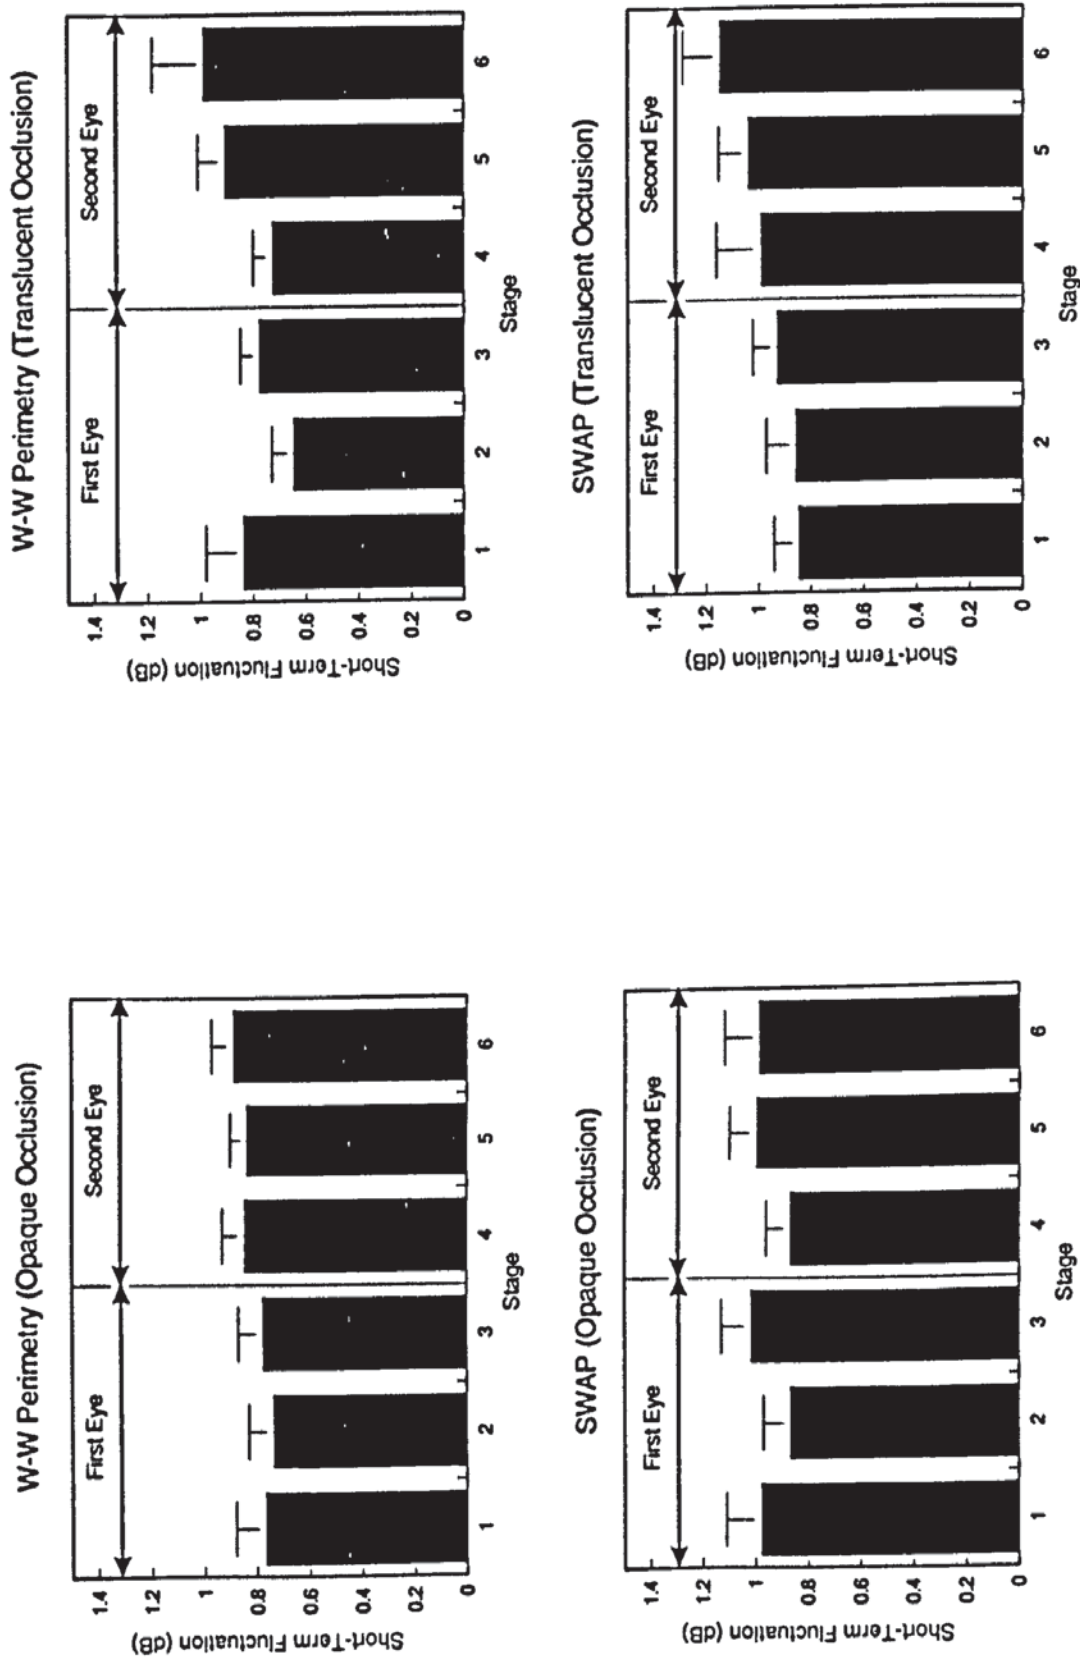 W-W Perimetry (Opaque Occlusion)
First Eye
Second Eye
Short-Term Fluctuation (dB)
1.4
1.2
1
0.8
0.6
0.4
0.2
0
1 2 3 4 5 6
Stage
W-W Perimetry (Translucent Occlusion)
First Eye
Second Eye
Short-Term Fluctuation (dB)
1.4
1.2
1
0.8
0.6
0.4
0.2
0
1 2 3 4 5 6
Stage
SWAP (Opaque Occlusion)
First Eye
Second Eye
Short-Term Fluctuation (dB)
1.4
1.2
1
0.8
0.6
0.4
0.2
0
1 2 3 4 5 6
Stage
SWAP (Translucent Occlusion)
First Eye
Second Eye
Short-Term Fluctuation (dB)
1.4
1.2
1
0.8
0.6
0.4
0.2
0
1 2 3 4 5 6
Stage